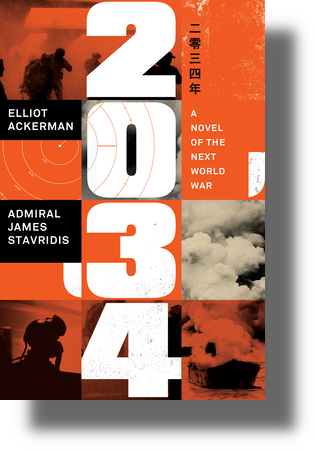 2
0
3
4
二零三四年
ELLIOT
ACKERMAN
A
NOVEL
OF THE
NEXT
WORLD
WAR
ADMIRAL
JAMES
STAVRIDIS